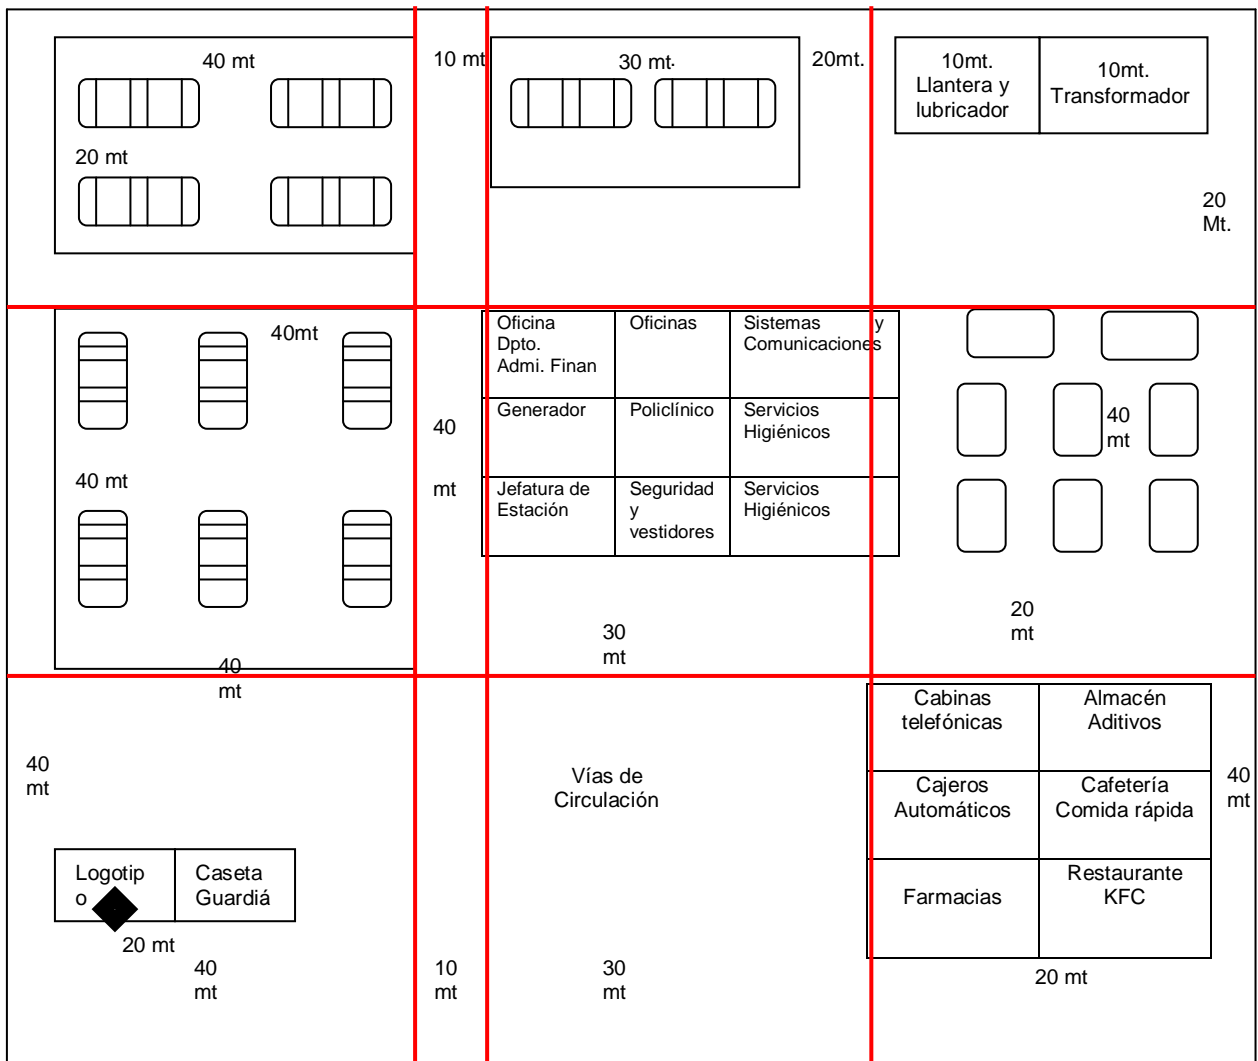 40 mt
20 mt
10 mt
30 mt.
20mt.
10mt.
Llantera y
lubricador
10mt.
Transformador
20
Mt.
40mt
40 mt
40
mt
40
mt
Oficina
Dpto.
Admi. Finan
Oficinas
Sistemas y
Comunicaciones
Generador
Policlínico
Servicios
Higiénicos
Jefatura de
Estación
Seguridad
y
vestidores
Servicios
Higiénicos
30
mt
40
mt
20
mt
40
mt
Logotip
o
Caseta
Guardiá
20 mt
40
mt
10
mt
Vías de
Circulación
30
mt
Cabinas
telefónicas
Almacén
Aditivos
Cajeros
Automáticos
Cafetería
Comida rápida
Farmacias
Restaurante
KFC
40
mt
20 mt